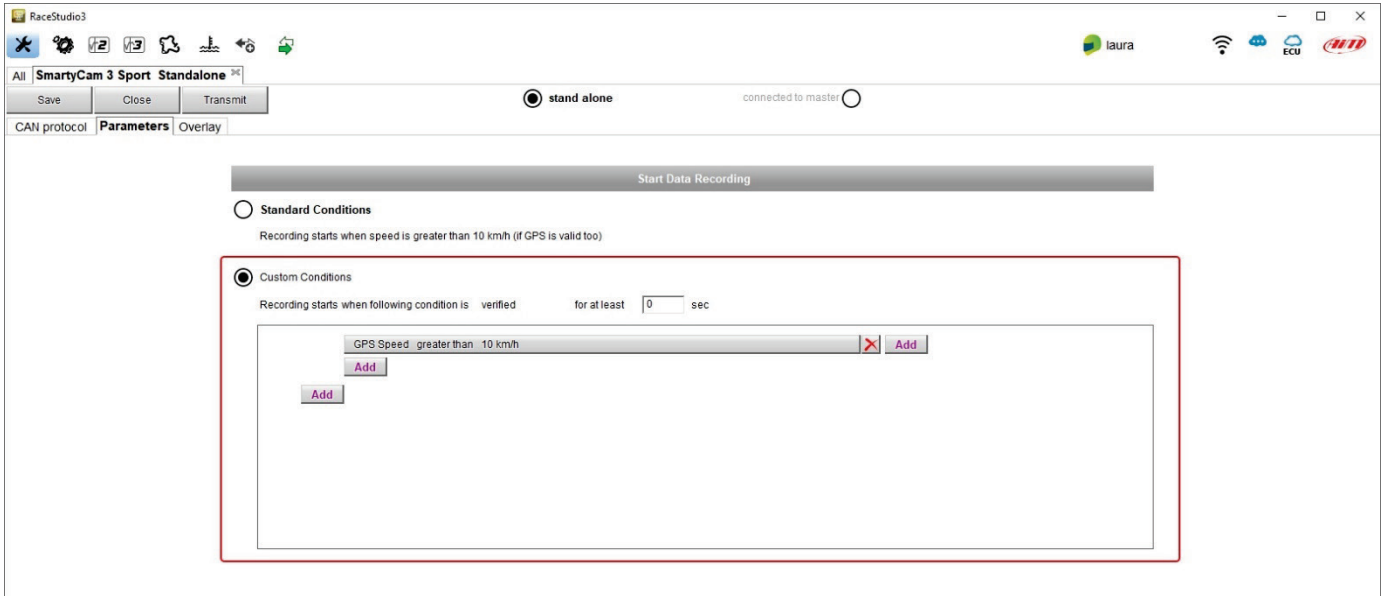 RaceStudio3
2 3 laura ECU AiM
All SmartyCam 3 Sport Standalone
Save Close Transmit stand alone connected to master
CAN protocol Parameters Overlay
Start Data Recording
Standard Conditions
Recording starts when speed is greater than 10 km/h (if GPS is valid too)
Custom Conditions
Recording starts when following condition is verified for at least 0 sec
GPS Speed greater than 10 km/h Add
Add
Add